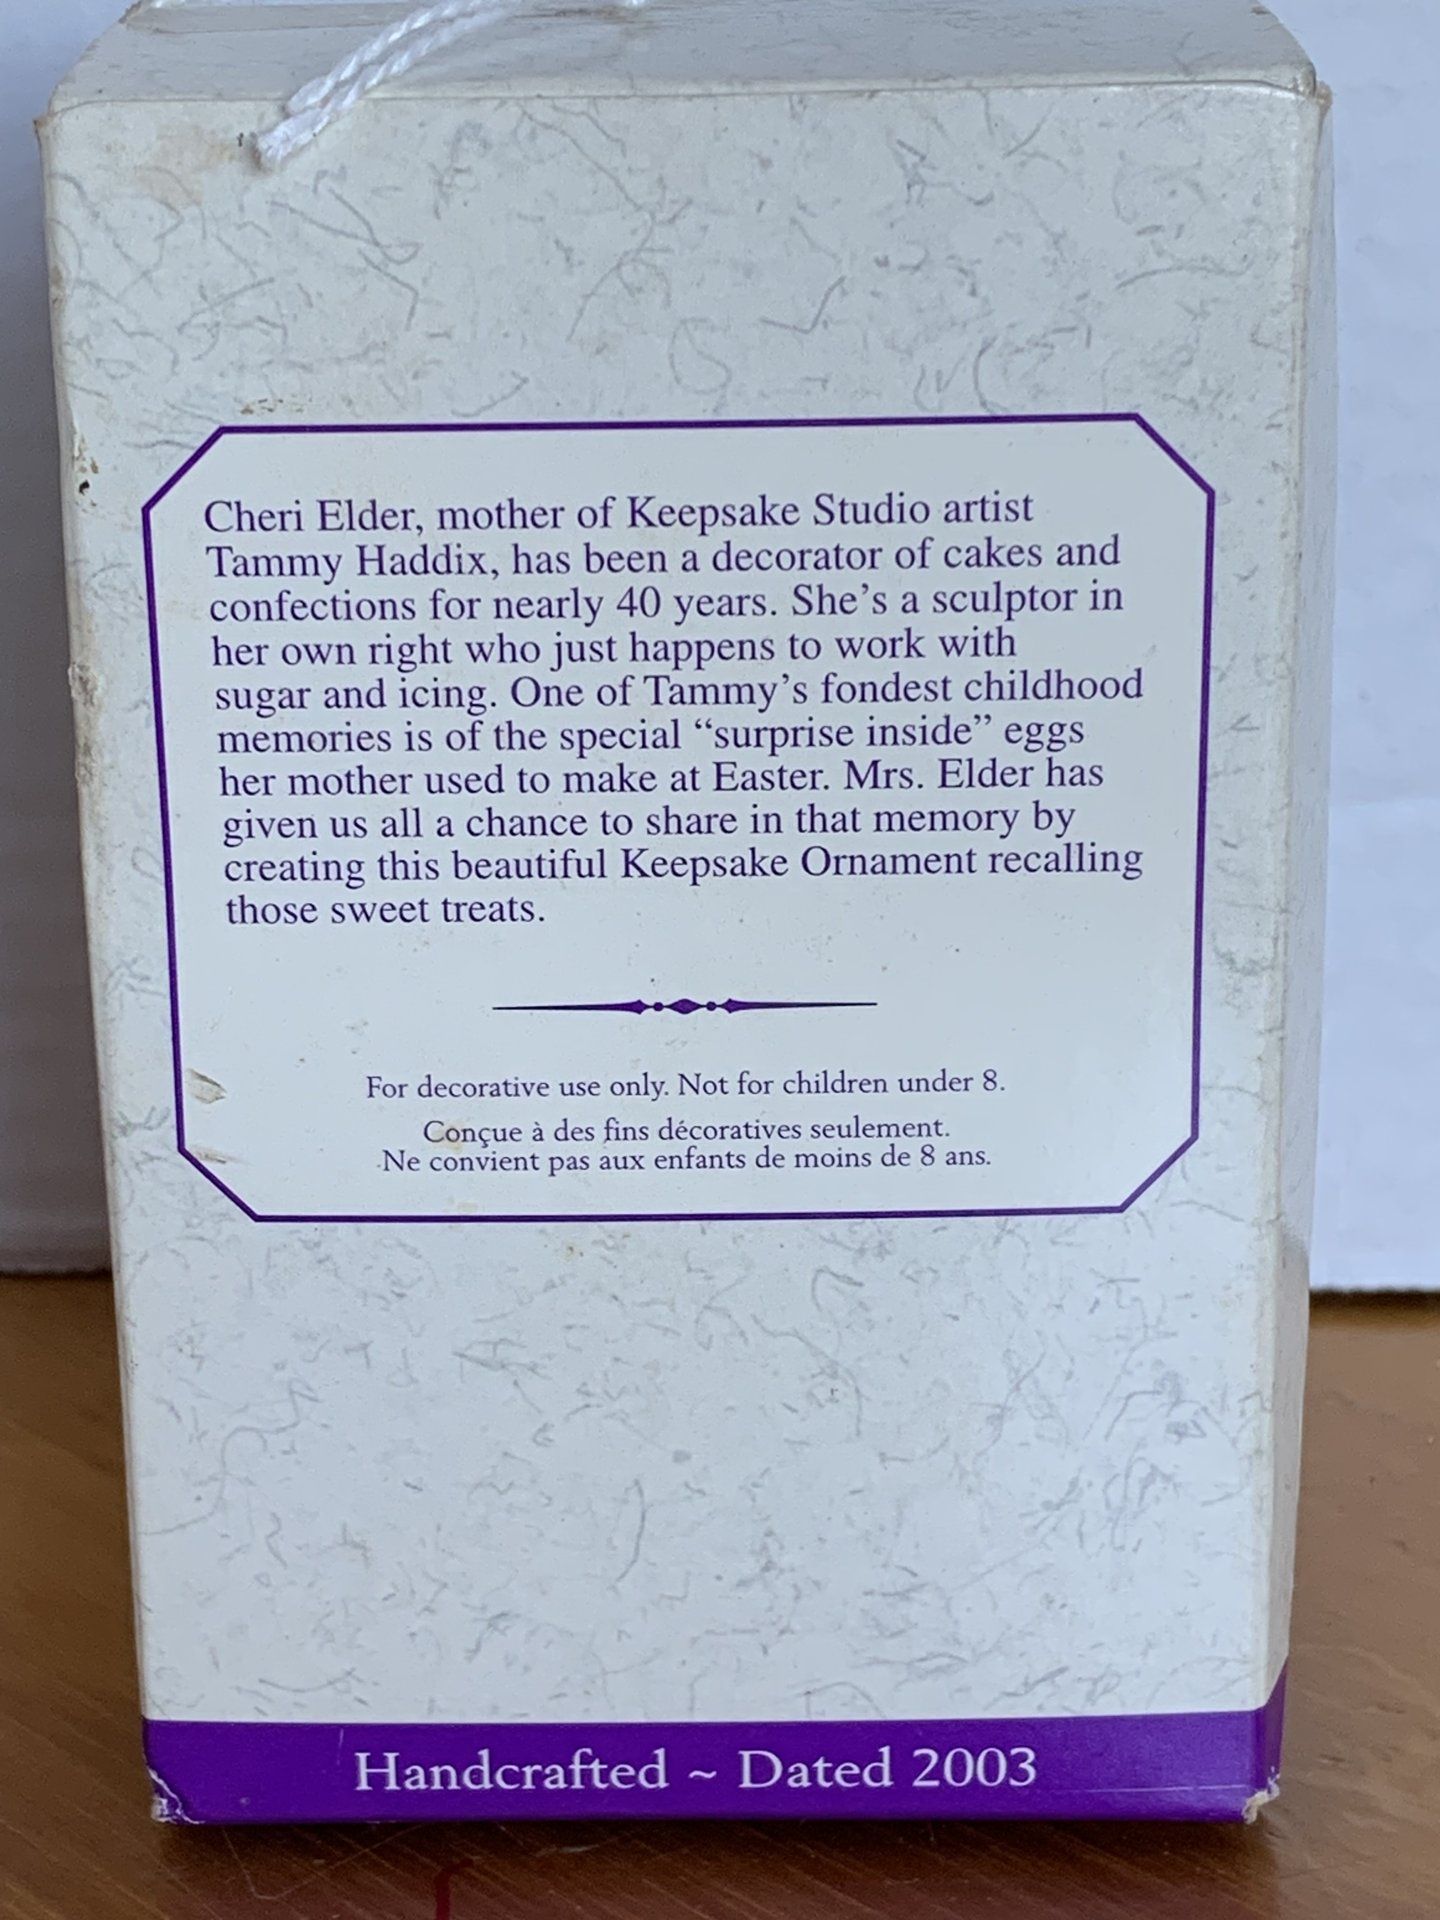 Cheri Elder, mother of Keepsake Studio artist
Tammy Haddix, has been a decorator of cakes and
confections for nearly 40 years. She’s a sculptor in
her own right who just happens to work with
sugar and icing. One of Tammy’s fondest childhood
memories is of the special “surprise inside” eggs
her mother used to make at Easter. Mrs. Elder has
given us all a chance to share in that memory by
creating this beautiful Keepsake Ornament recalling
those sweet treats.
For decorative use only. Not for children under 8.
Conçue à des fins décoratives seulement.
Ne convient pas aux enfants de moins de 8 ans.
Handcrafted ~ Dated 2003